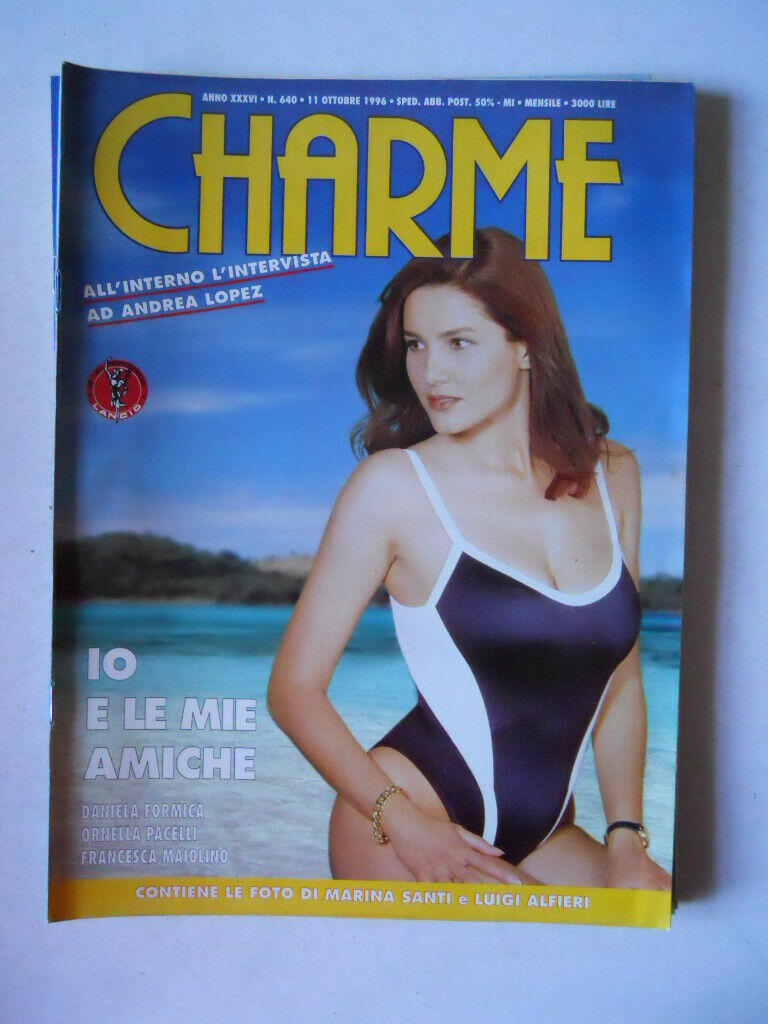 ANNO XXXVI • N. 640 • 11 OTTOBRE 1996 • SPED. ABB. POST. 50% - MI • MENSILE • 3000 LIRE
CHARME
ALL'INTERNO L'INTERVISTA
AD ANDREA LOPEZ
LANCIO
IO
E LE MIE
AMICHE
DANIELA FORMICA
ORNELLA PACELLI
FRANCESCA MAIOLINO
CONTIENE LE FOTO DI MARINA SANTI e LUIGI ALFIERI